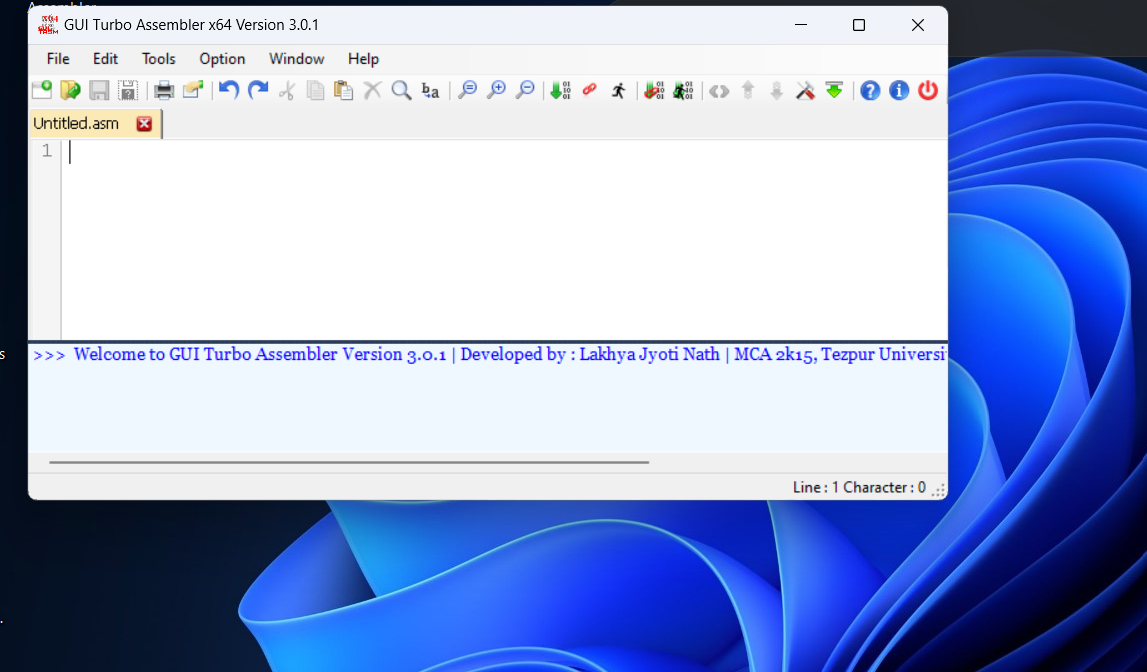 GUI Turbo Assembler x64 Version 3.0.1
File Edit Tools Option Window Help
Untitled.asm
1
>>> Welcome to GUI Turbo Assembler Version 3.0.1 | Developed by : Lakhya Jyoti Nath | MCA 2k15, Tezpur Universi
s
Line : 1 Character : 0